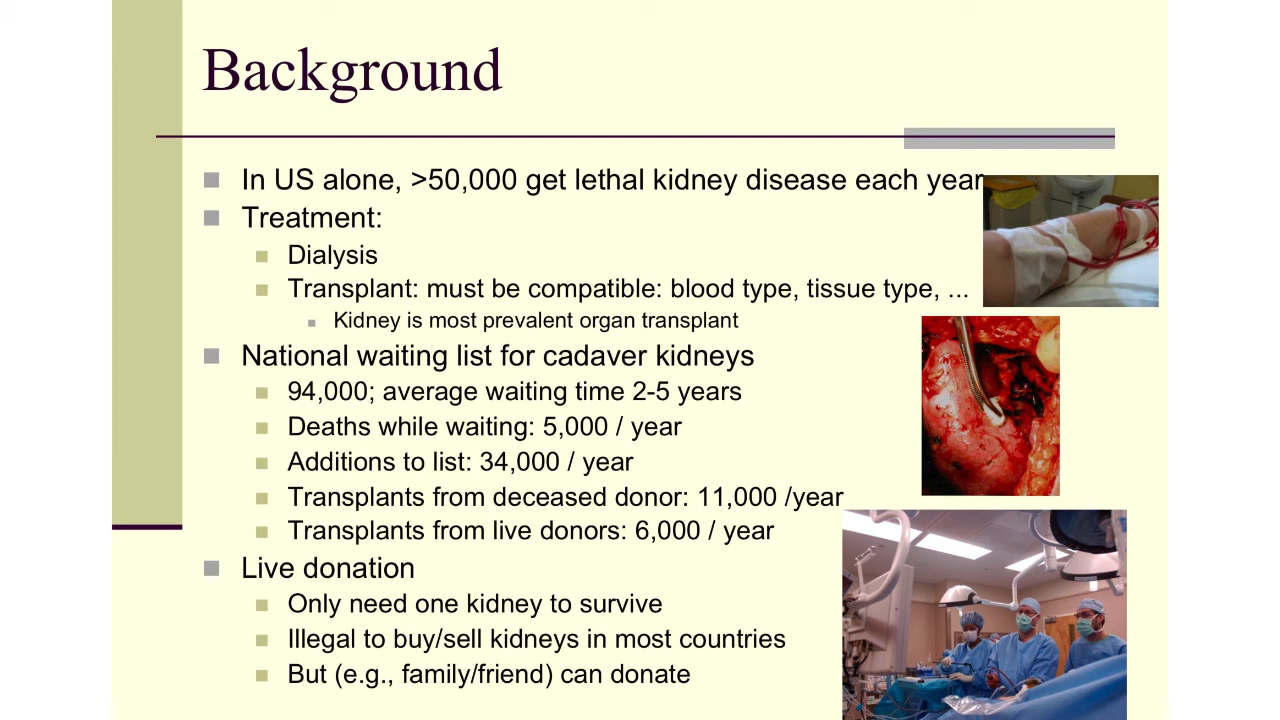 Background
In US alone, >50,000 get lethal kidney disease each year
Treatment:
Dialysis
Transplant: must be compatible: blood type, tissue type, ...
Kidney is most prevalent organ transplant
National waiting list for cadaver kidneys
94,000; average waiting time 2-5 years
Deaths while waiting: 5,000 / year
Additions to list: 34,000 / year
Transplants from deceased donor: 11,000 /year
Transplants from live donors: 6,000 / year
Live donation
Only need one kidney to survive
Illegal to buy/sell kidneys in most countries
But (e.g., family/friend) can donate